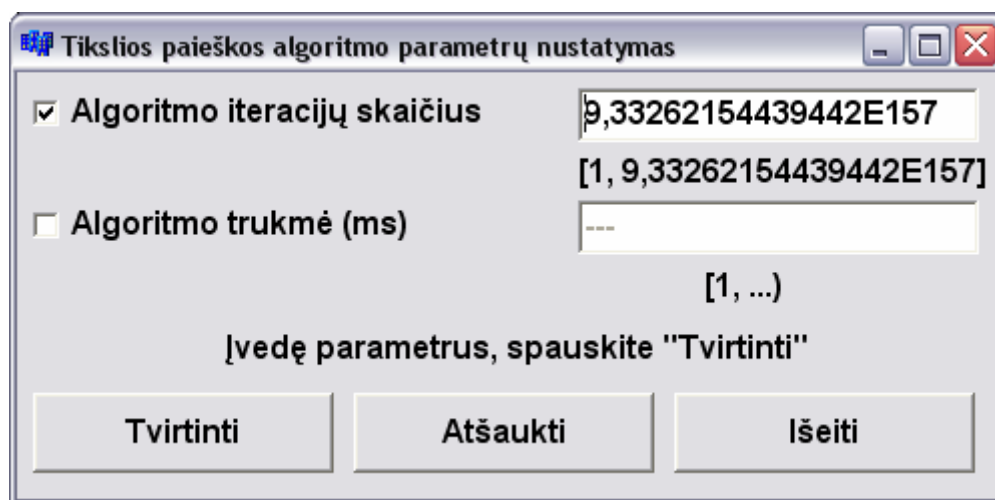 Tikslios paieškos algoritmo parametrų nustatymas
Algoritmo iteracijų skaičius 9,33262154439442E157
[1, 9,33262154439442E157]
Algoritmo trukmė (ms) ---
[1, ...)
Įvedę parametrus, spauskite "Tvirtinti"
Tvirtinti Atšaukti Išeiti